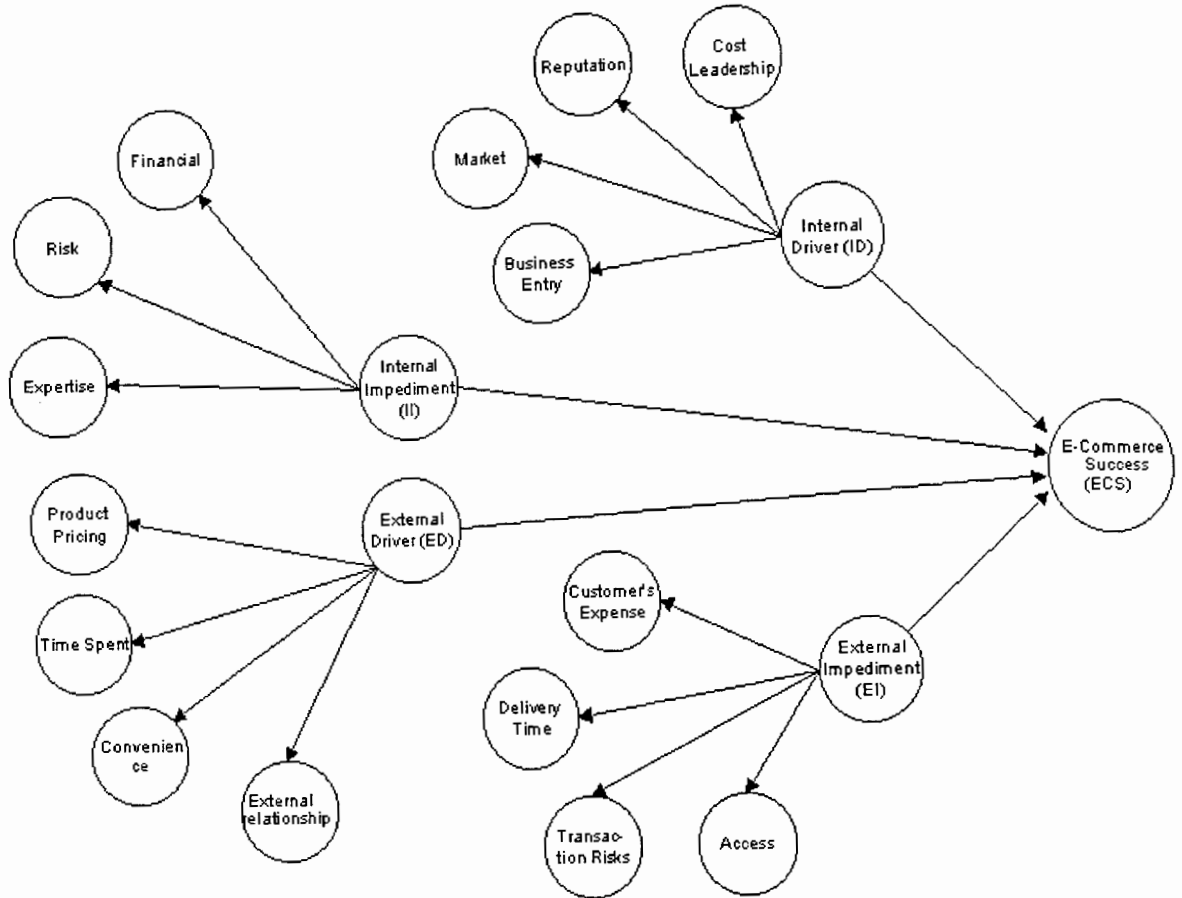 Cost
Leadership
Reputation
Market
Business
Entry
Internal
Driver (ID)
Financial
Risk
Expertise
Internal
Impediment
(II)
E-Commerce
Success
(ECS)
Product
Pricing
Time Spent
Convenien
ce
External
relationship
External
Driver (ED)
Customer's
Expense
Delivery
Time
Transac-
tion Risks
Access
External
Impediment
(EI)